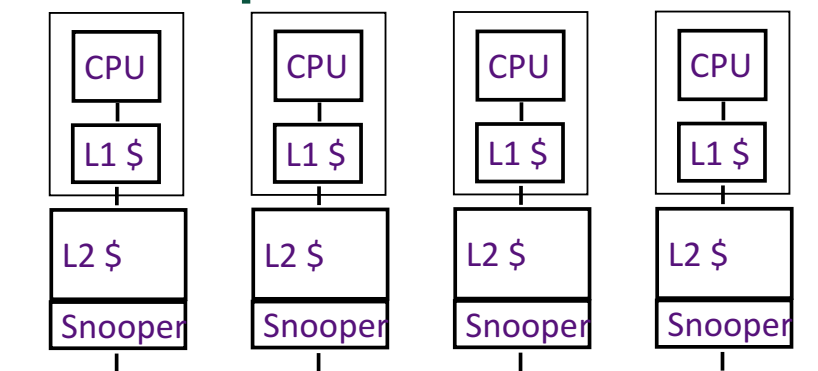 CPU CPU CPU CPU
L1 $ L1 $ L1 $ L1 $
L2 $ L2 $ L2 $ L2 $
Snooper Snooper Snooper Snooper